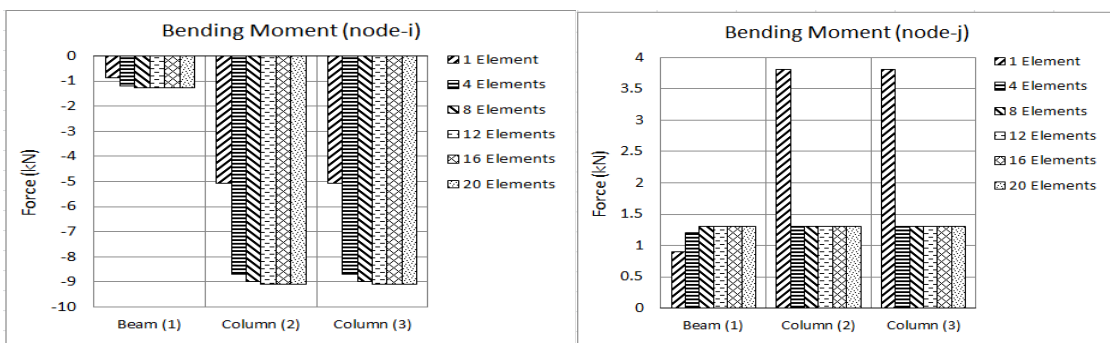 Bending Moment (node-i)
0
-1
-2
-3
-4
-5
-6
-7
-8
-9
-10
Force (kN)
Beam (1)
Column (2)
Column (3)
1 Element
4 Elements
8 Elements
12 Elements
16 Elements
20 Elements
Bending Moment (node-j)
4
3.5
3
2.5
2
1.5
1
0.5
0
Force (kN)
Beam (1)
Column (2)
Column (3)
1 Element
4 Elements
8 Elements
12 Elements
16 Elements
20 Elements